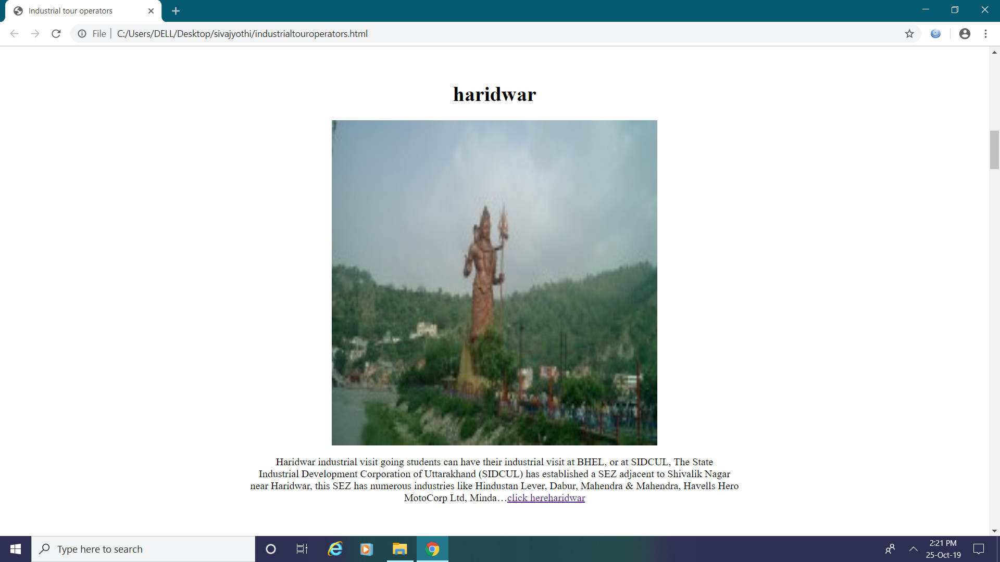 Industrial tour operators
File
C:/Users/DELL/Desktop/sivajyothi/industrialtouroperators.html
haridwar
Haridwar industrial visit going students can have their industrial visit at BHEL, or at SIDCUL, The State
Industrial Development Corporation of Uttarakhand (SIDCUL) has established a SEZ adjacent to Shivalik Nagar
near Haridwar, this SEZ has numerous industries like Hindustan Lever, Dabur, Mahendra & Mahendra, Havells Hero
MotoCorp Ltd, Minda…click hereharidwar
Type here to search
2:21 PM
25-Oct-19